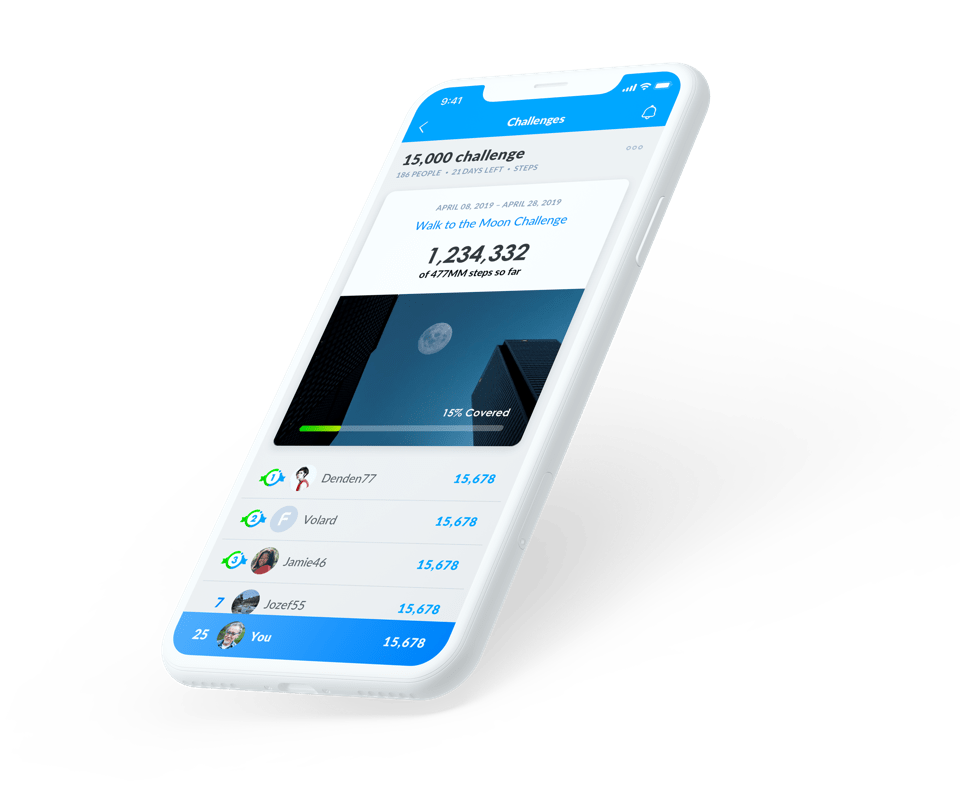 9:41
Challenges
15,000 challenge
186 PEOPLE • 21 DAYS LEFT • STEPS
APRIL 08, 2019 – APRIL 28, 2019
Walk to the Moon Challenge
1,234,332
of 477MM steps so far
15% Covered
1 Denden77 15,678
2 F Volard 15,678
3 Jamie46 15,678
7 Jozef55 15,678
25 You 15,678